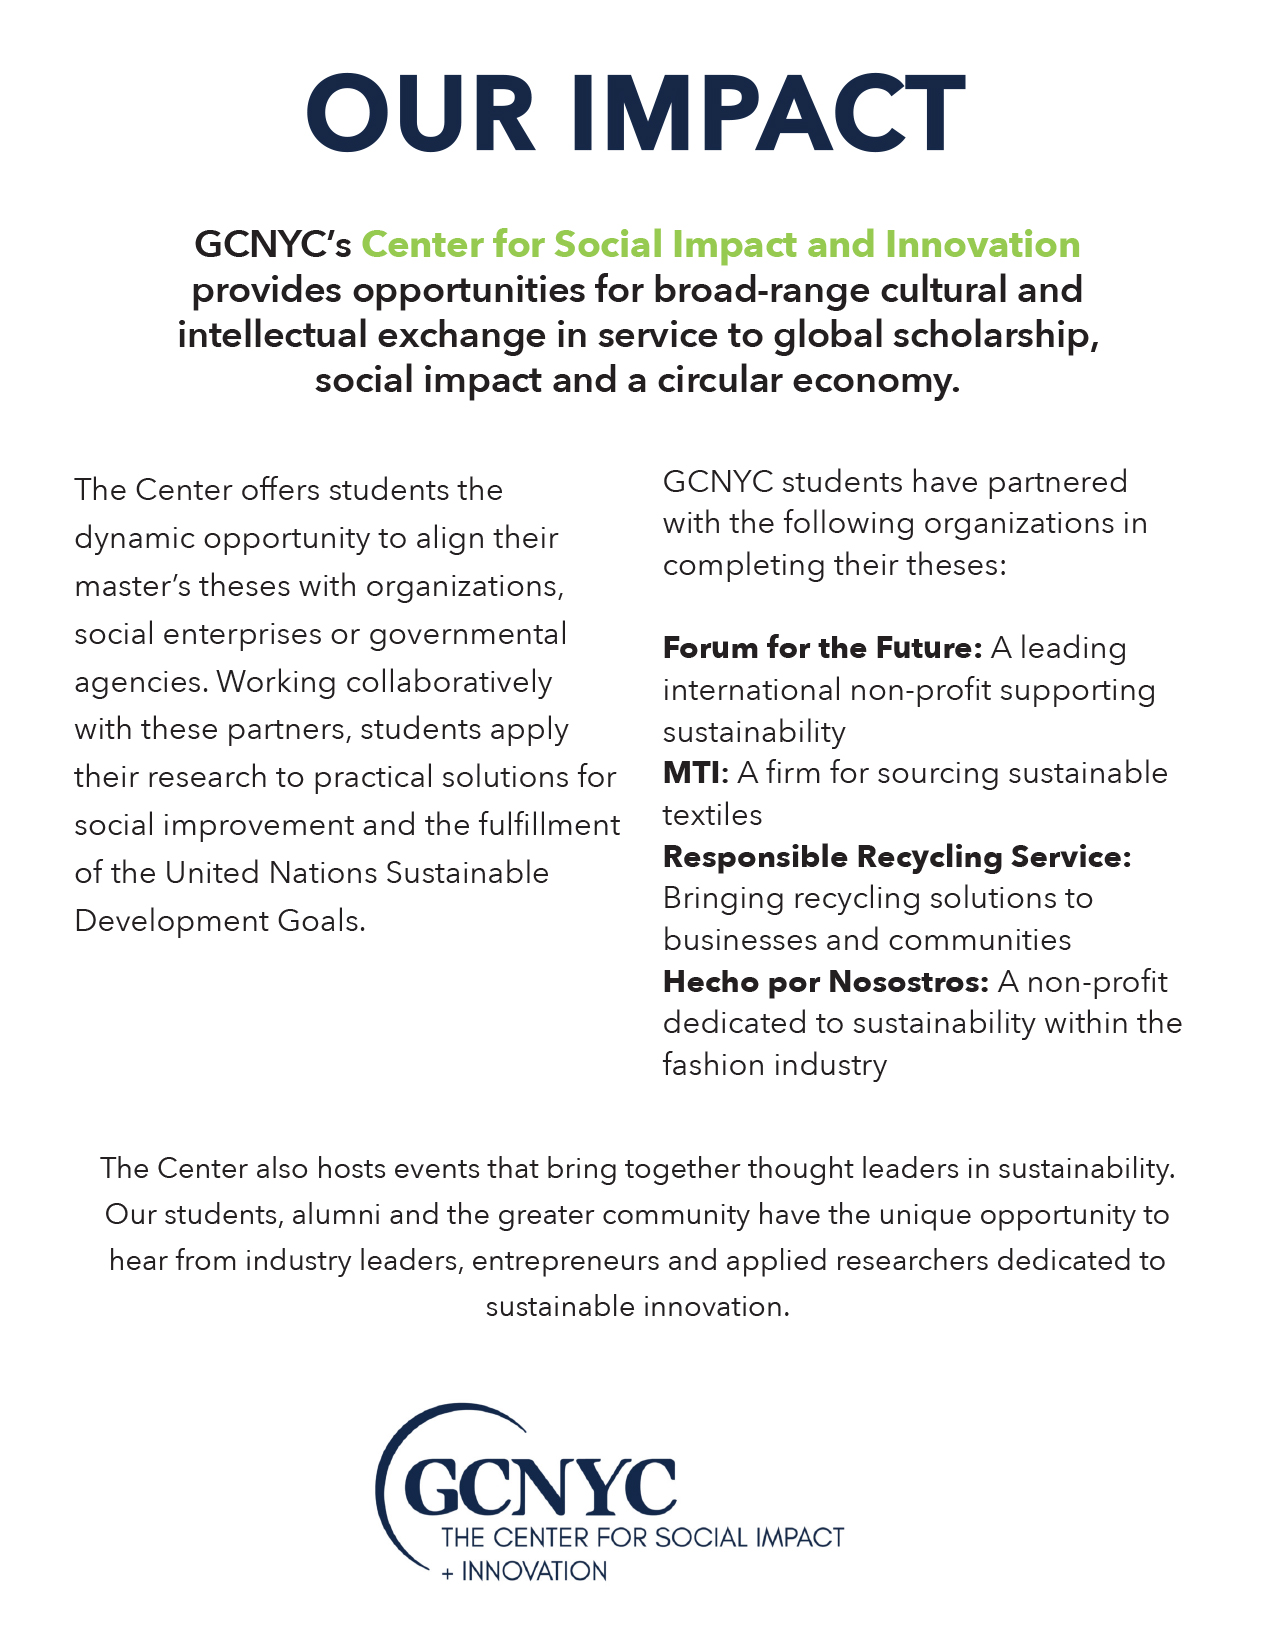 OUR IMPACT
GCNYC’s Center for Social Impact and Innovation
provides opportunities for broad-range cultural and
intellectual exchange in service to global scholarship,
social impact and a circular economy.
The Center offers students the
dynamic opportunity to align their
master’s theses with organizations,
social enterprises or governmental
agencies. Working collaboratively
with these partners, students apply
their research to practical solutions for
social improvement and the fulfillment
of the United Nations Sustainable
Development Goals.
GCNYC students have partnered
with the following organizations in
completing their theses:
Forum for the Future: A leading
international non-profit supporting
sustainability
MTI: A firm for sourcing sustainable
textiles
Responsible Recycling Service:
Bringing recycling solutions to
businesses and communities
Hecho por Nosostros: A non-profit
dedicated to sustainability within the
fashion industry
The Center also hosts events that bring together thought leaders in sustainability.
Our students, alumni and the greater community have the unique opportunity to
hear from industry leaders, entrepreneurs and applied researchers dedicated to
sustainable innovation.
GCNYC
THE CENTER FOR SOCIAL IMPACT
+ INNOVATION